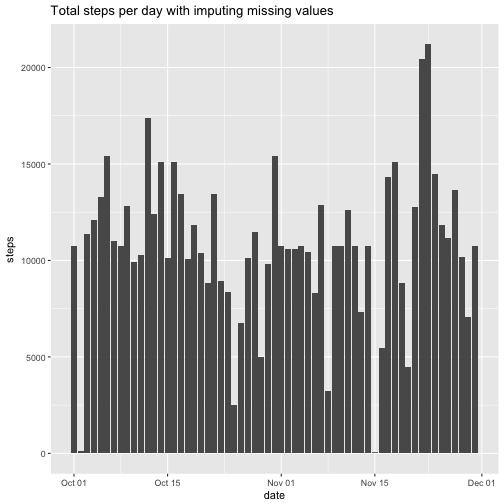 Total steps per day with imputing missing values
steps
20000
15000
10000
5000
0
Oct 01
Oct 15
Nov 01
Nov 15
Dec 01
date